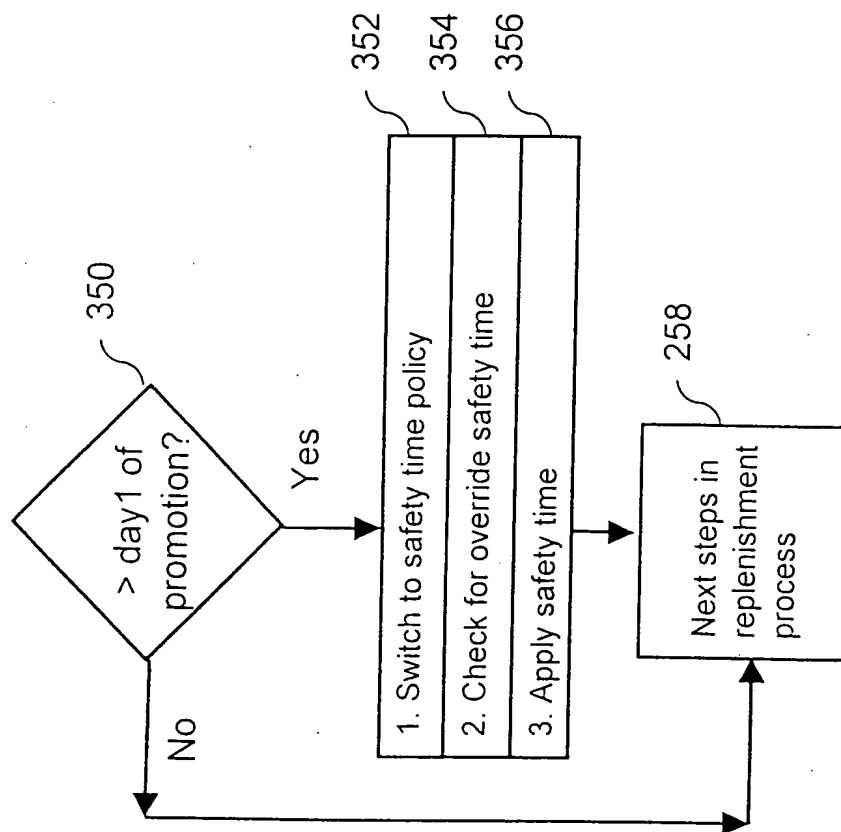 350
> day1 of
promotion?
Yes
No
352
1. Switch to safety time policy
354
2. Check for override safety time
356
3. Apply safety time
258
Next steps in
replenishment
process